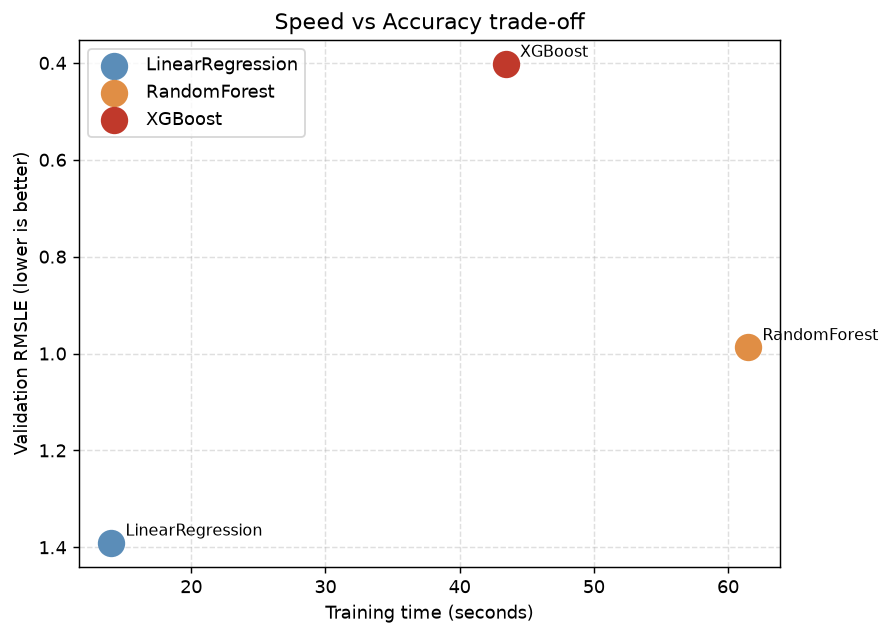 Speed vs Accuracy trade-off
LinearRegression
RandomForest
XGBoost
XGBoost
RandomForest
LinearRegression
Validation RMSLE (lower is better)
0.4
0.6
0.8
1.0
1.2
1.4
20 30 40 50 60
Training time (seconds)